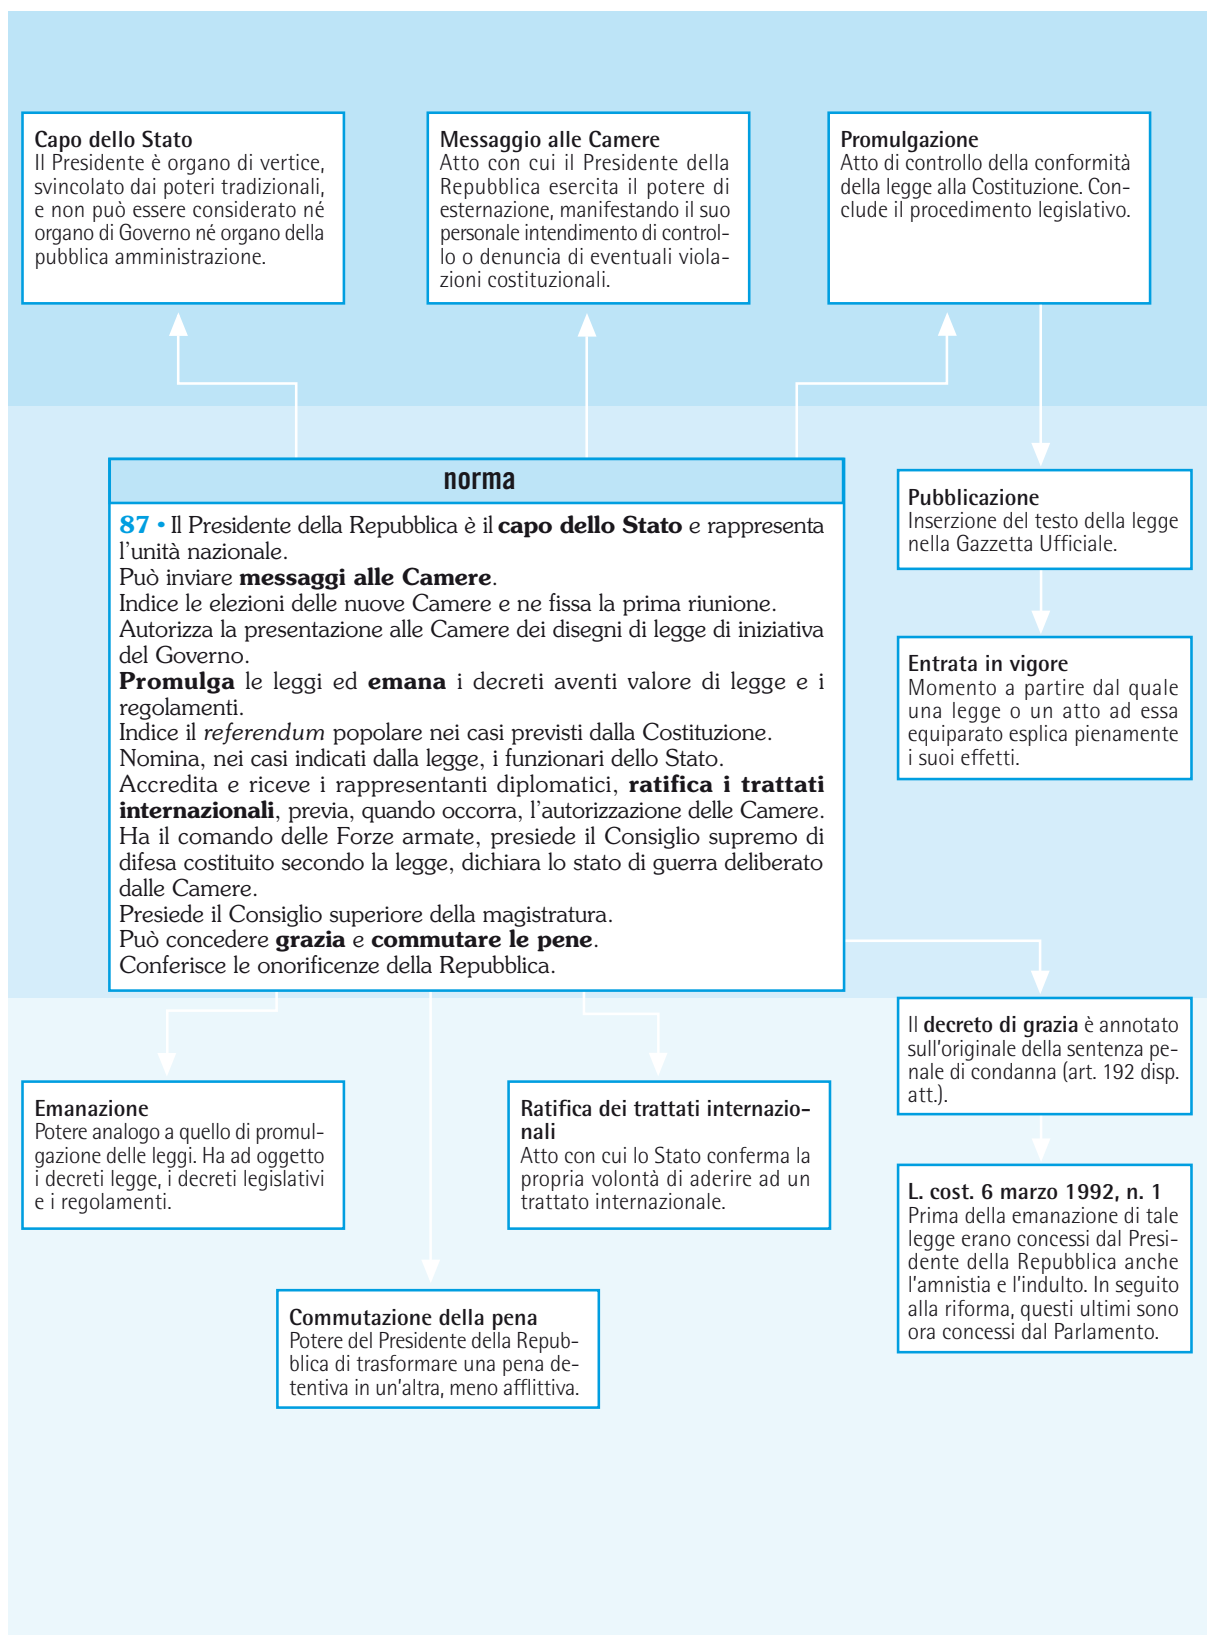 Capo dello Stato
Il Presidente è organo di vertice,
svincolato dai poteri tradizionali,
e non può essere considerato né
organo di Governo né organo della
pubblica amministrazione.
Messaggio alle Camere
Atto con cui il Presidente della
Repubblica esercita il potere di
esternazione, manifestando il suo
personale intendimento di control-
lo o denuncia di eventuali viola-
zioni costituzionali.
Promulgazione
Atto di controllo della conformità
della legge alla Costituzione. Con-
clude il procedimento legislativo.
norma
87 • Il Presidente della Repubblica è il capo dello Stato e rappresenta
l'unità nazionale.
Può inviare messaggi alle Camere.
Indice le elezioni delle nuove Camere e ne fissa la prima riunione.
Autorizza la presentazione alle Camere dei disegni di legge di iniziativa
del Governo.
Promulga le leggi ed emana i decreti aventi valore di legge e i
regolamenti.
Indice il referendum popolare nei casi previsti dalla Costituzione.
Nomina, nei casi indicati dalla legge, i funzionari dello Stato.
Accredita e riceve i rappresentanti diplomatici, ratifica i trattati
internazionali, previa, quando occorra, l'autorizzazione delle Camere.
Ha il comando delle Forze armate, presiede il Consiglio supremo di
difesa costituito secondo la legge, dichiara lo stato di guerra deliberato
dalle Camere.
Presiede il Consiglio superiore della magistratura.
Può concedere grazia e commutare le pene.
Conferisce le onorificenze della Repubblica.
Pubblicazione
Inserzione del testo della legge
nella Gazzetta Ufficiale.
Entrata in vigore
Momento a partire dal quale
una legge o un atto ad essa
equiparato esplica pienamente
i suoi effetti.
Il decreto di grazia è annotato
sull'originale della sentenza pe-
nale di condanna (art. 192 disp.
att.).
L. cost. 6 marzo 1992, n. 1
Prima della emanazione di tale
legge erano concessi dal Presi-
dente della Repubblica anche
l'amnistia e l'indulto. In seguito
alla riforma, questi ultimi sono
ora concessi dal Parlamento.
Emanazione
Potere analogo a quello di promul-
gazione delle leggi. Ha ad oggetto
i decreti legge, i decreti legislativi
e i regolamenti.
Ratifica dei trattati internazio-
nali
Atto con cui lo Stato conferma la
propria volontà di aderire ad un
trattato internazionale.
Commutazione della pena
Potere del Presidente della Repub-
blica di trasformare una pena de-
tentiva in un'altra, meno afflittiva.